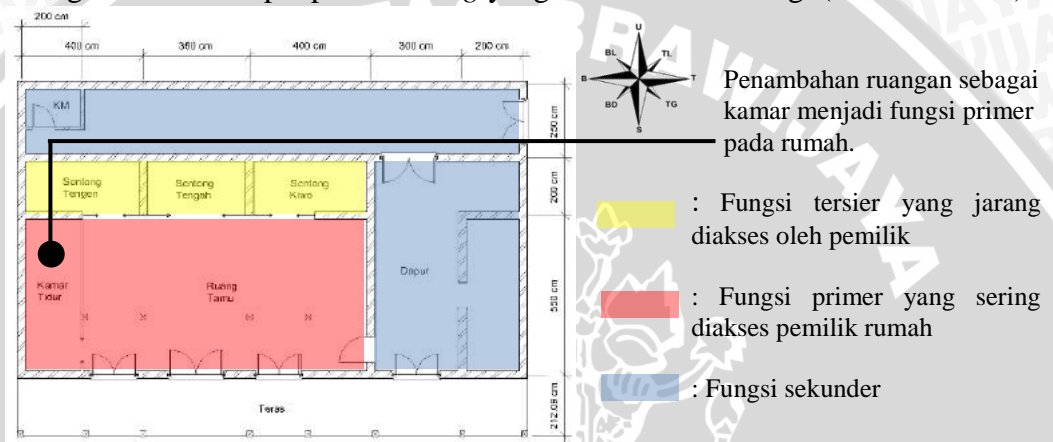 200 cm
400 cm 350 cm 400 cm 300 cm 200 cm
U
BL TL
B T
BD TG
S
KM
250 cm
Penambahan ruangan sebagai
kamar menjadi fungsi primer
pada rumah.
Sentong
Tengen
Sentong
Tengah
Sentong
Kiwo
200 cm
: Fungsi tersier yang jarang
diakses oleh pemilik
Kamar
Tidur
Ruang
Tamu
Dapur
550 cm
: Fungsi primer yang sering
diakses pemilik rumah
: Fungsi sekunder
Teras
212.09 cm